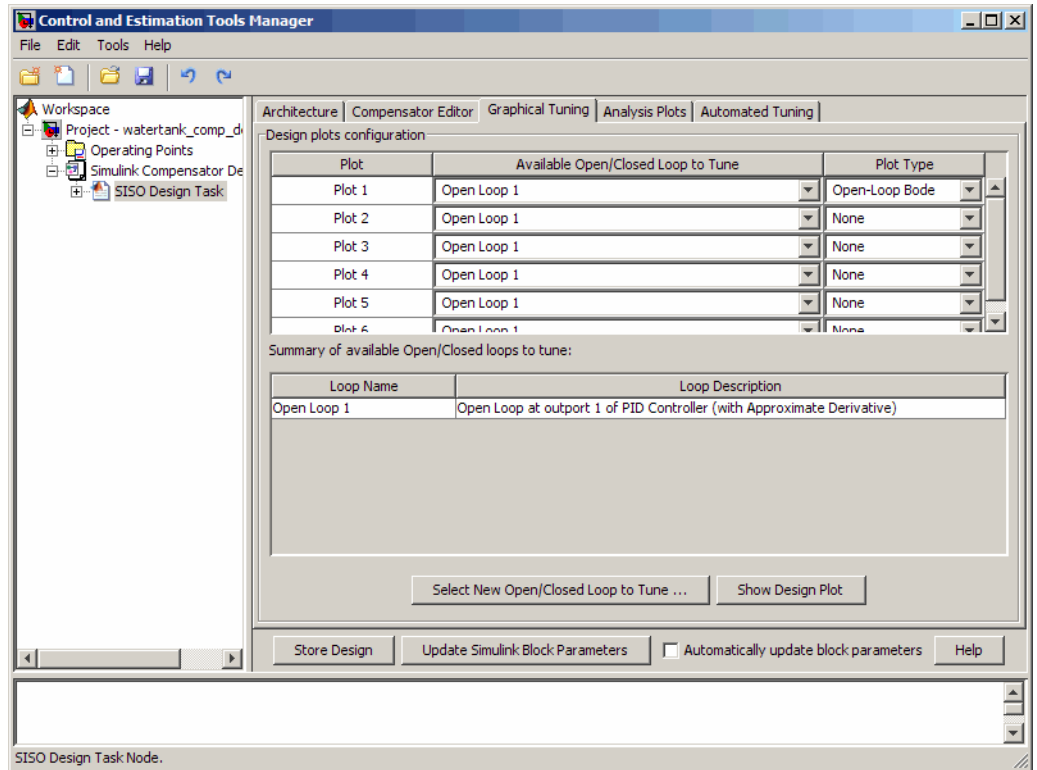 Control and Estimation Tools Manager
File Edit Tools Help
Workspace
Project - watertank_comp_d
Operating Points
Simulink Compensator De
SISO Design Task
Architecture Compensator Editor Graphical Tuning Analysis Plots Automated Tuning
Design plots configuration
Plot Available Open/Closed Loop to Tune Plot Type
Plot 1 Open Loop 1 Open-Loop Bode
Plot 2 Open Loop 1 None
Plot 3 Open Loop 1 None
Plot 4 Open Loop 1 None
Plot 5 Open Loop 1 None
Plot 6 Open Loop 1 None
Summary of available Open/Closed loops to tune:
Loop Name Loop Description
Open Loop 1 Open Loop at outport 1 of PID Controller (with Approximate Derivative)
Select New Open/Closed Loop to Tune ... Show Design Plot
Store Design Update Simulink Block Parameters Automatically update block parameters Help
SISO Design Task Node.